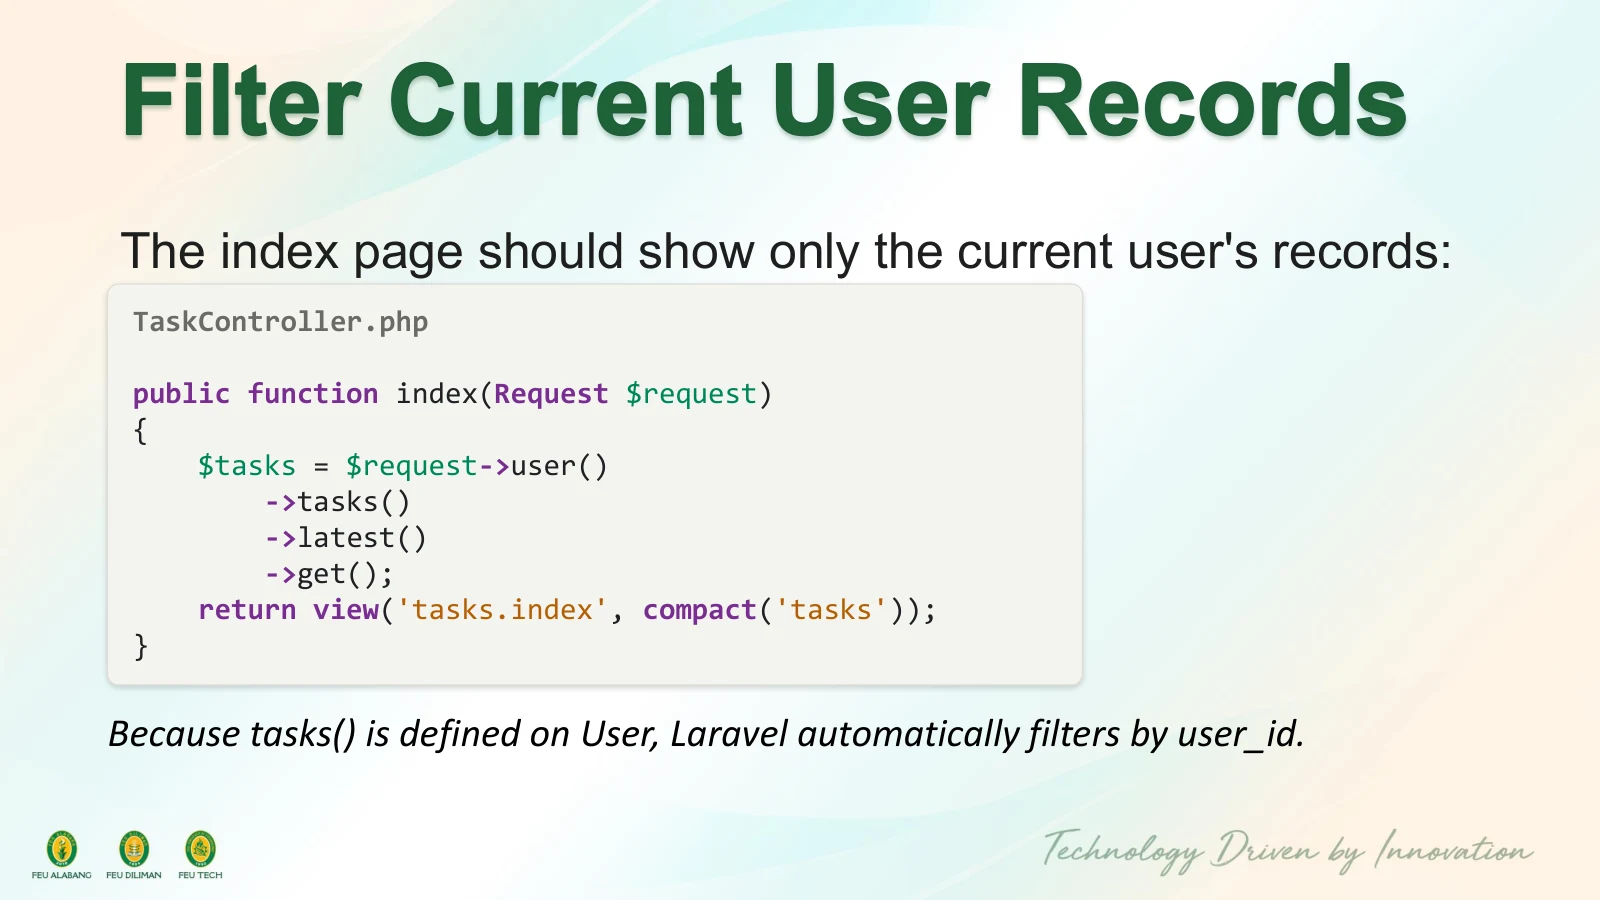 Filter Current User Records
The index page should show only the current user's records:
TaskController.php
public function index(Request $request)
{
    $tasks = $request->user()
        ->tasks()
        ->latest()
        ->get();
    return view('tasks.index', compact('tasks'));
}
Because tasks() is defined on User, Laravel automatically filters by user_id.
FEU ALABANG FEU DILIMAN FEU TECH
Technology Driven by Innovation